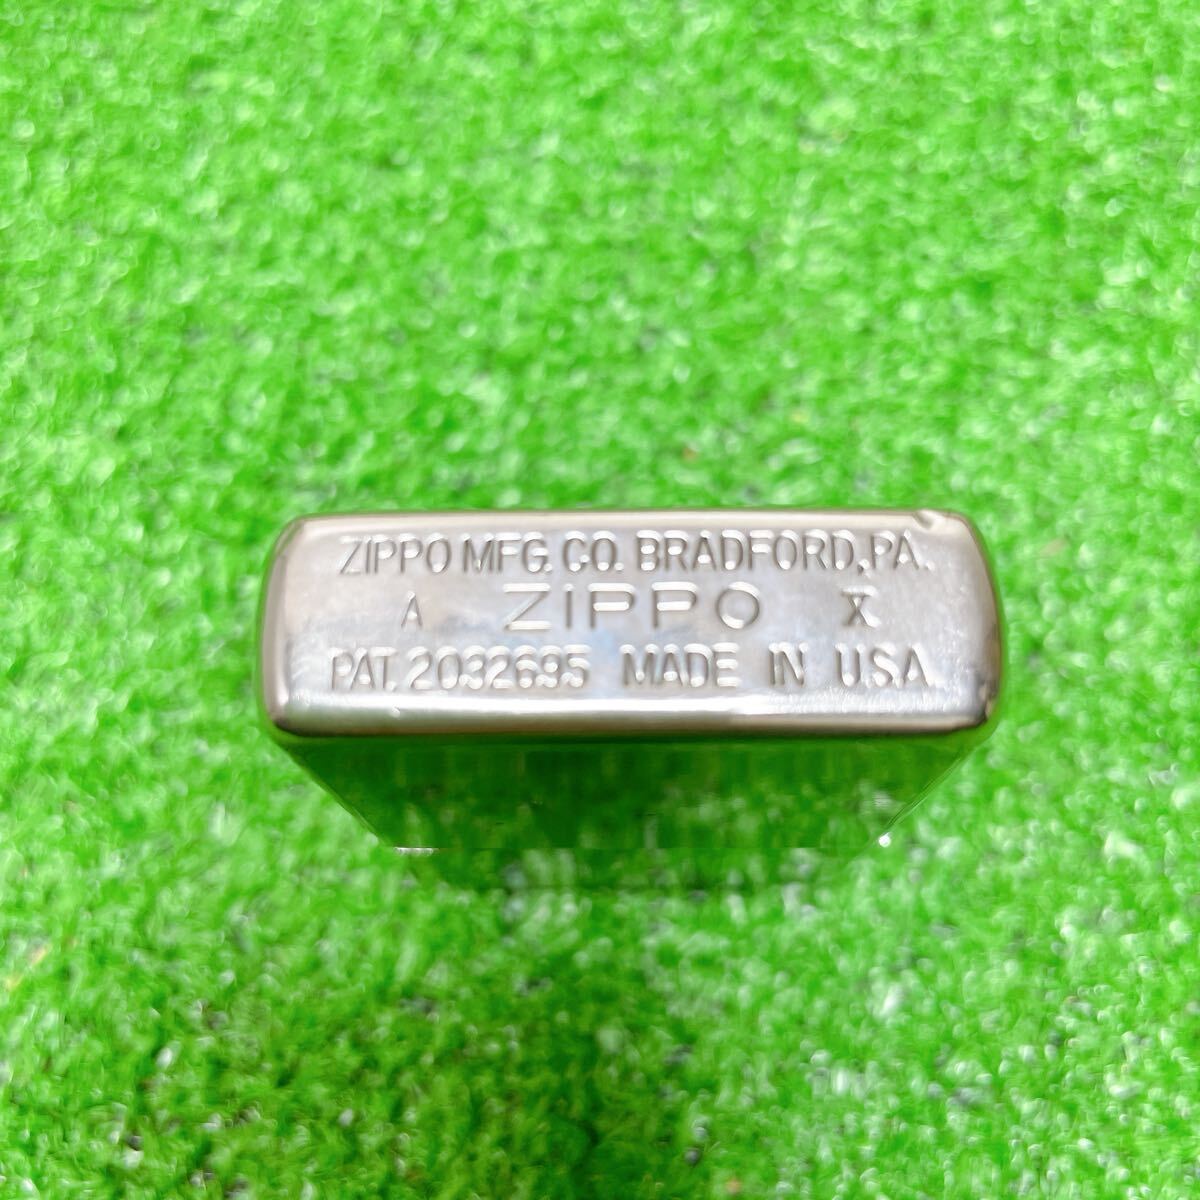 ZIPPO MFG. CO. BRADFORD, PA.
A ZIPPO X
PAT. 2032695 MADE IN U.S.A.